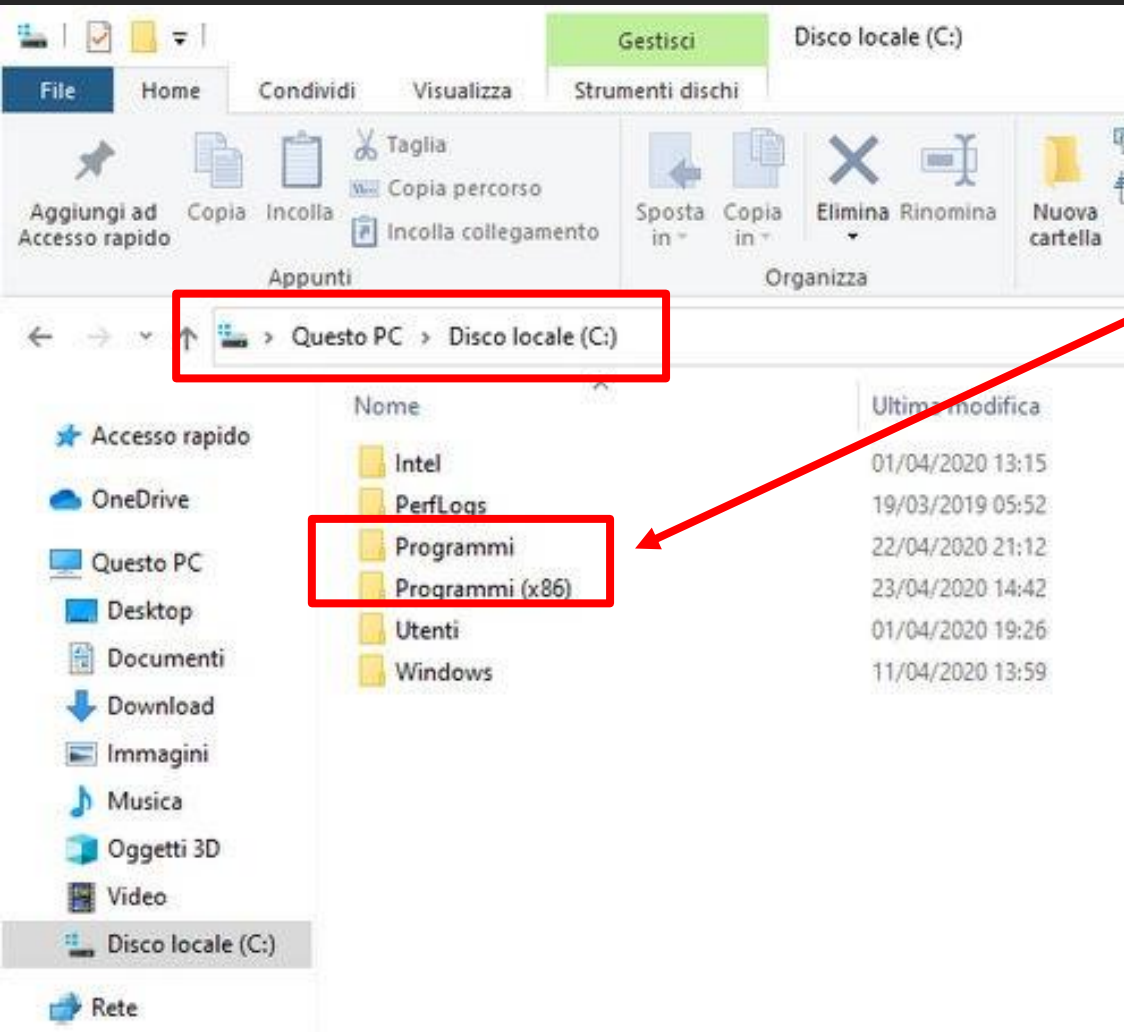 Gestisci
Disco locale (C:)
File
Home
Condividi
Visualizza
Strumenti dischi
Aggiungi ad
Accesso rapido
Copia
Incolla
Taglia
Copia percorso
Incolla collegamento
Appunti
Sposta
in
Copia
in
Elimina
Rinomina
Organizza
Nuova
cartella
Questo PC > Disco locale (C:)
Nome
Ultima modifica
Accesso rapido
OneDrive
Questo PC
Desktop
Documenti
Download
Immagini
Musica
Oggetti 3D
Video
Disco locale (C:)
Rete
Intel 01/04/2020 13:15
PerfLogs 19/03/2019 05:52
Programmi 22/04/2020 21:12
Programmi (x86) 23/04/2020 14:42
Utenti 01/04/2020 19:26
Windows 11/04/2020 13:59